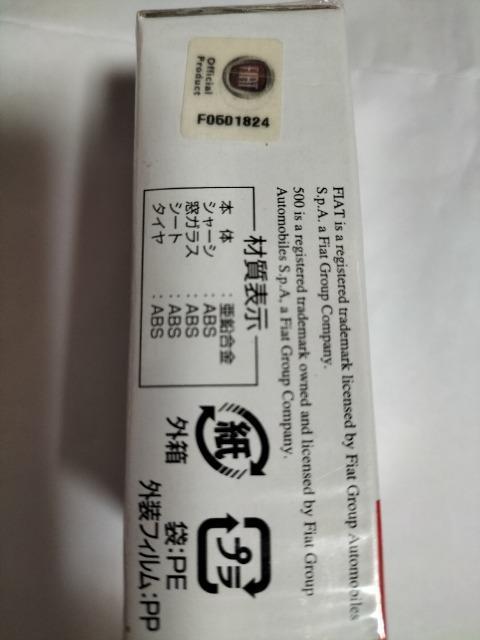 Official
Product
FIAT
F0501824
FIAT is a registered trademark licensed by Fiat Group Automobiles
S.p.A. a Fiat Group Company.
500 is a registered trademark owned and licensed by Fiat Group
Automobiles S.p.A, a Fiat Group Company.
材質表示
本 体 : 亜鉛合金
シャーシ : ABS
窓ガラス : ABS
シート : ABS
タイヤ : ABS
紙
外箱
プラ
袋:PE
外装フィルム:PP